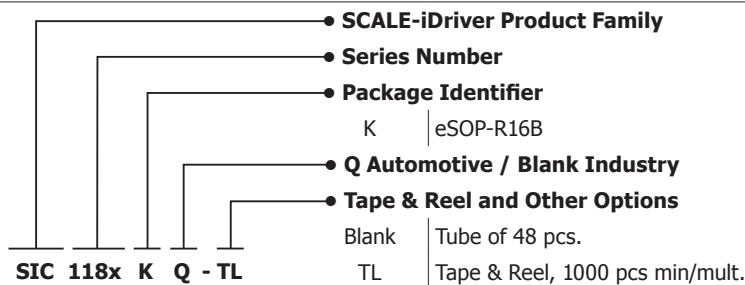 SCALE-iDriver Product Family
Series Number
Package Identifier
K eSOP-R16B
Q Automotive / Blank Industry
Tape & Reel and Other Options
Blank Tube of 48 pcs.
TL Tape & Reel, 1000 pcs min/mult.
SIC 118x K Q - TL